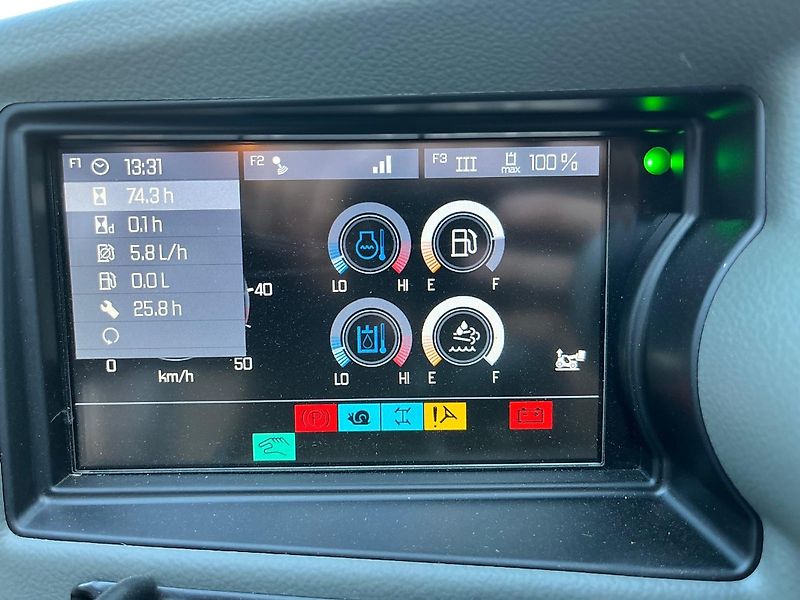 F1 13:31
F2
F3 III max 100%
74.3 h
d 0.1 h
5.8 L/h
0.0 L
25.8 h
40
0 50
km/h
LO HI E F
LO HI E F
P !